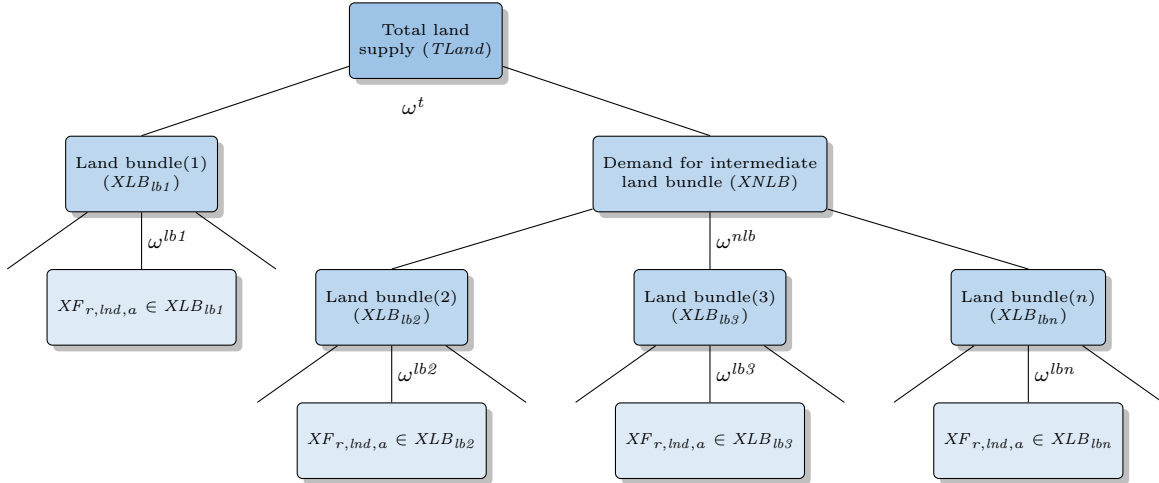 Total land
supply (TLand)
ω^t
Land bundle(1)
(XLB_lb1)
Demand for intermediate
land bundle (XNLB)
ω^lb1
ω^nlb
XF_r,lnd,a ∈ XLB_lb1
Land bundle(2)
(XLB_lb2)
Land bundle(3)
(XLB_lb3)
Land bundle(n)
(XLB_lbn)
ω^lb2
ω^lb3
ω^lbn
XF_r,lnd,a ∈ XLB_lb2
XF_r,lnd,a ∈ XLB_lb3
XF_r,lnd,a ∈ XLB_lbn